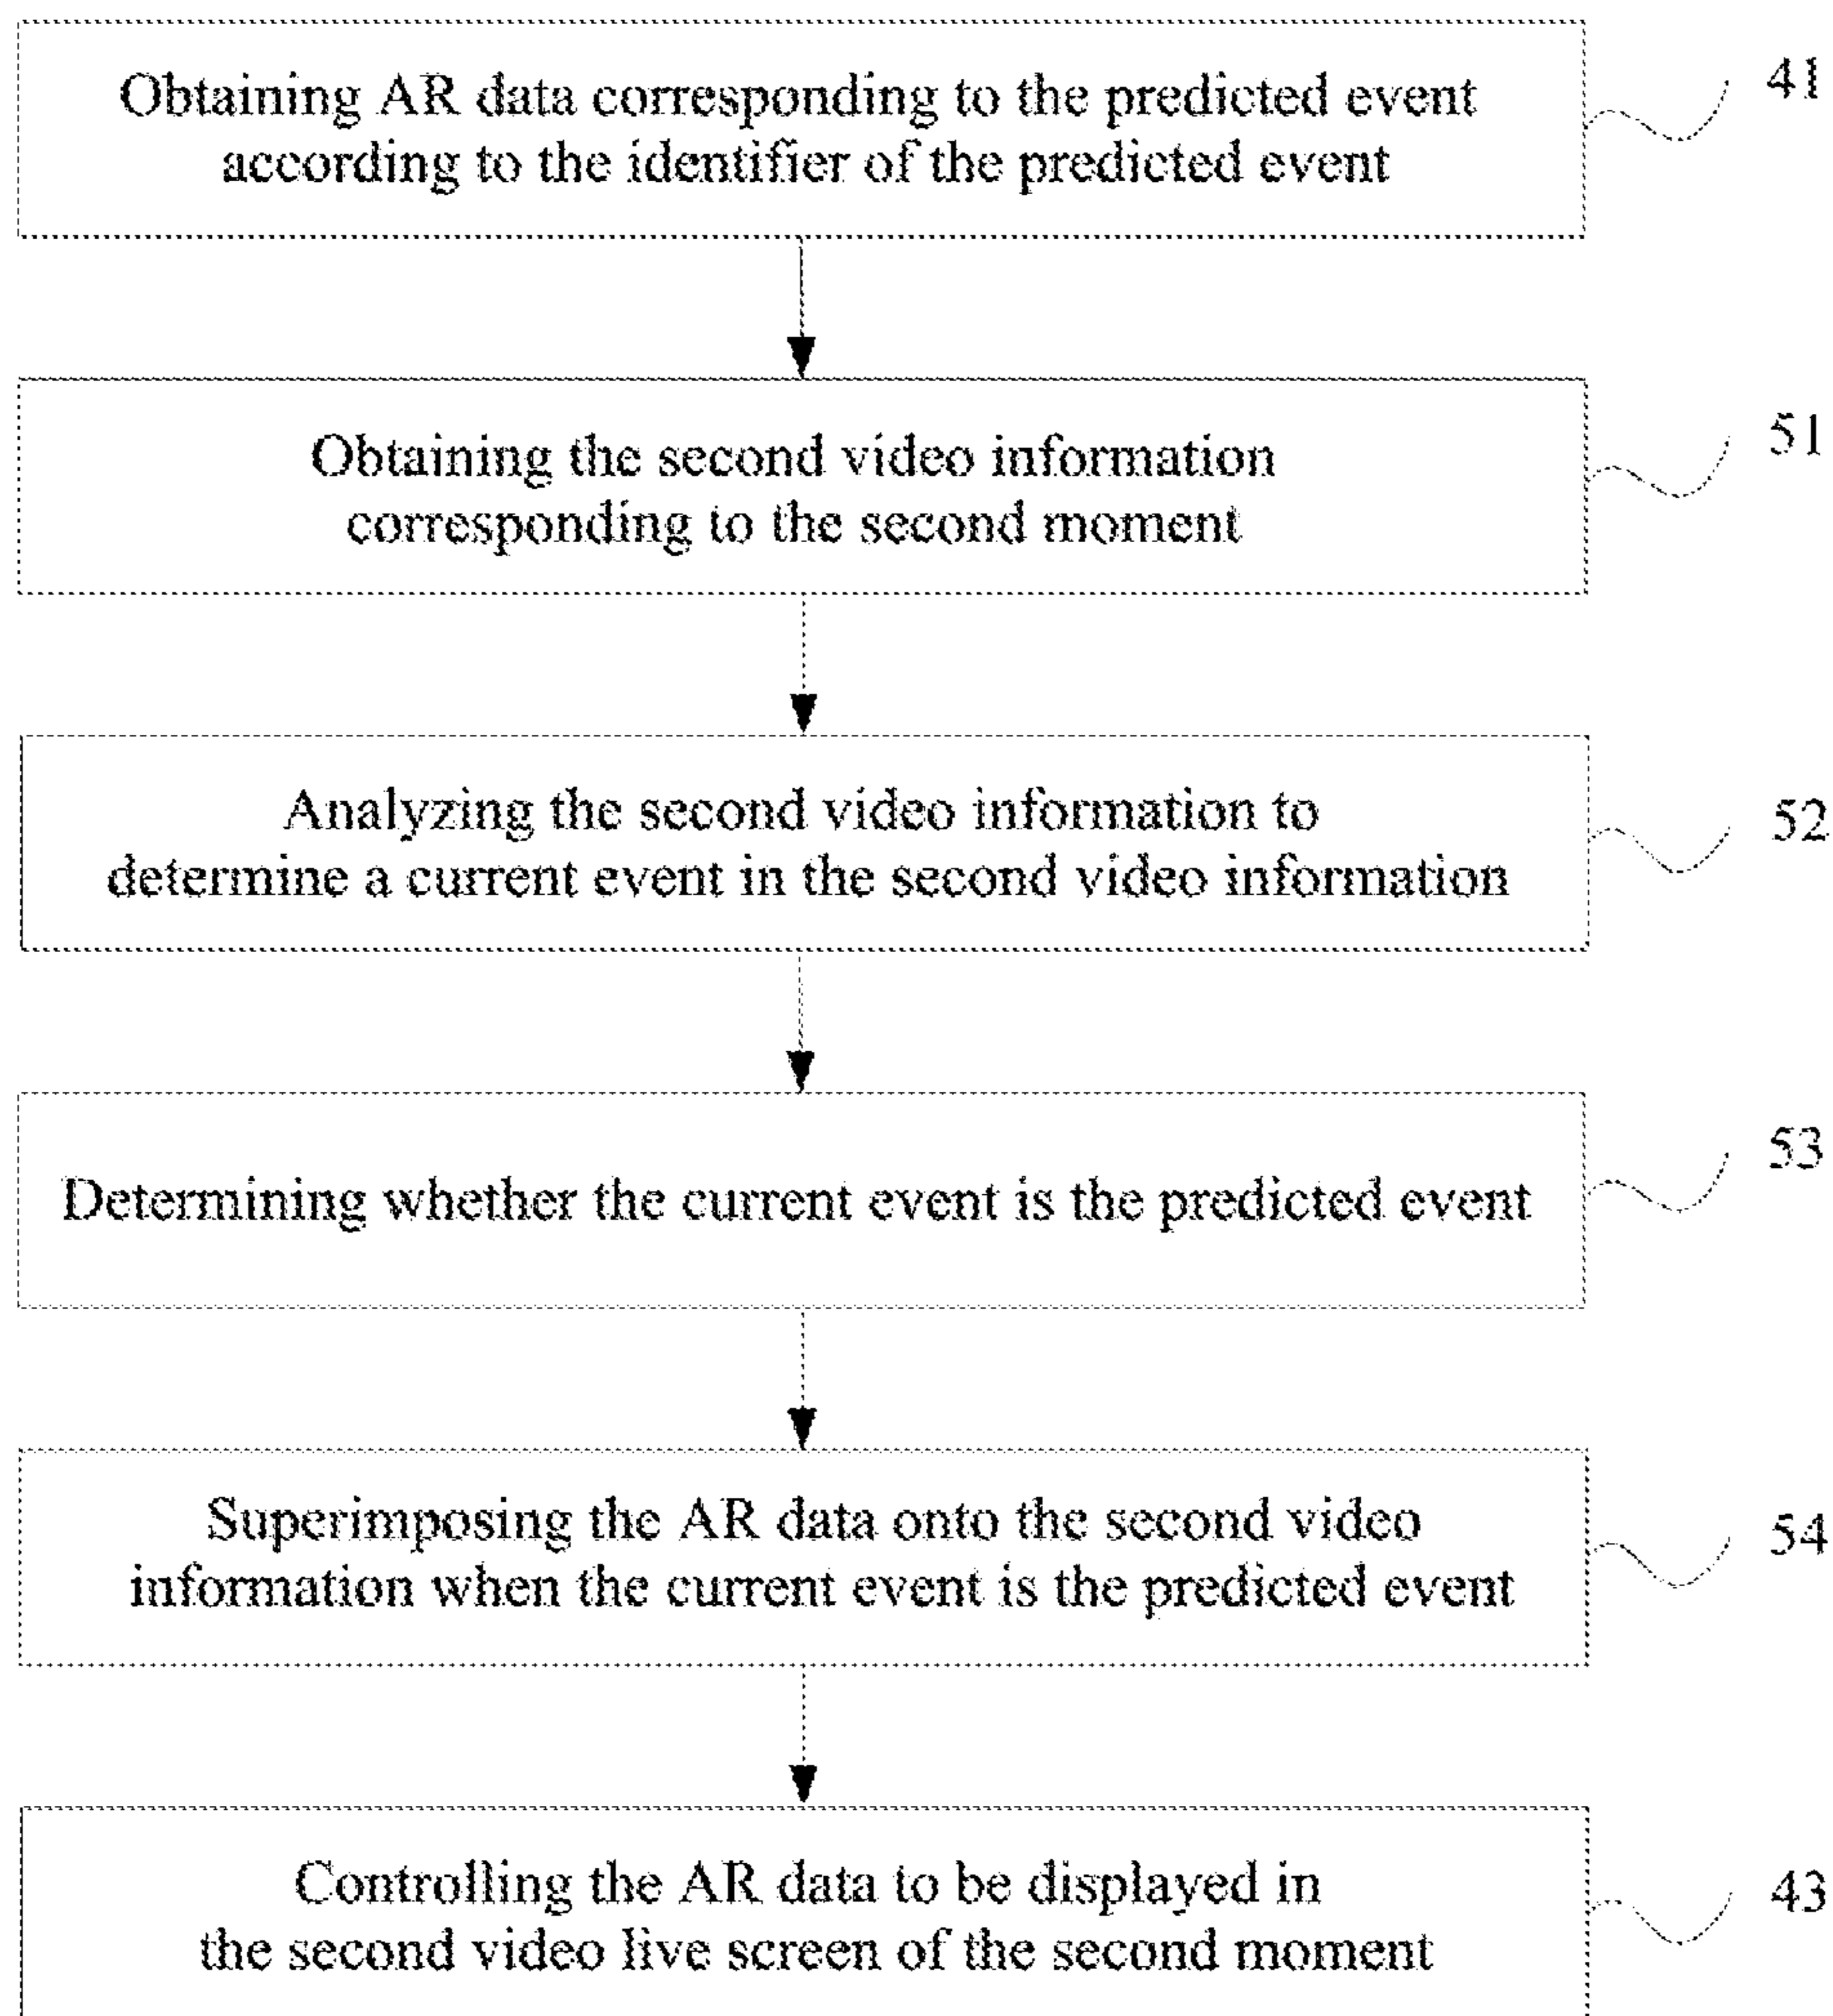 Obtaining AR data corresponding to the predicted event
according to the identifier of the predicted event
41
Obtaining the second video information
corresponding to the second moment
51
Analyzing the second video information to
determine a current event in the second video information
52
Determining whether the current event is the predicted event
53
Superimposing the AR data onto the second video
information when the current event is the predicted event
54
Controlling the AR data to be displayed in
the second video live screen of the second moment
43